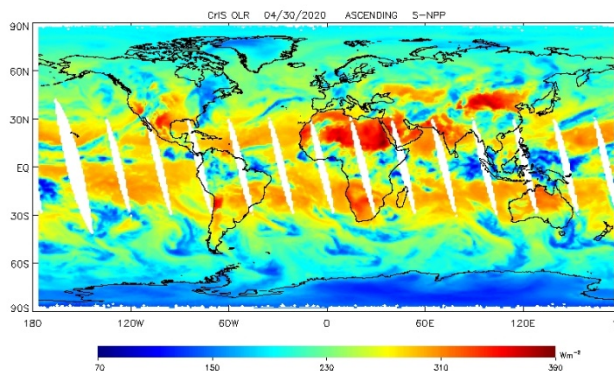 CrIS OLR 04/30/2020 ASCENDING S-NPP
90N
60N
30N
EQ
30S
60S
90S
180 120W 60W 0 60E 120E
70 150 230 310 390 Wm⁻²